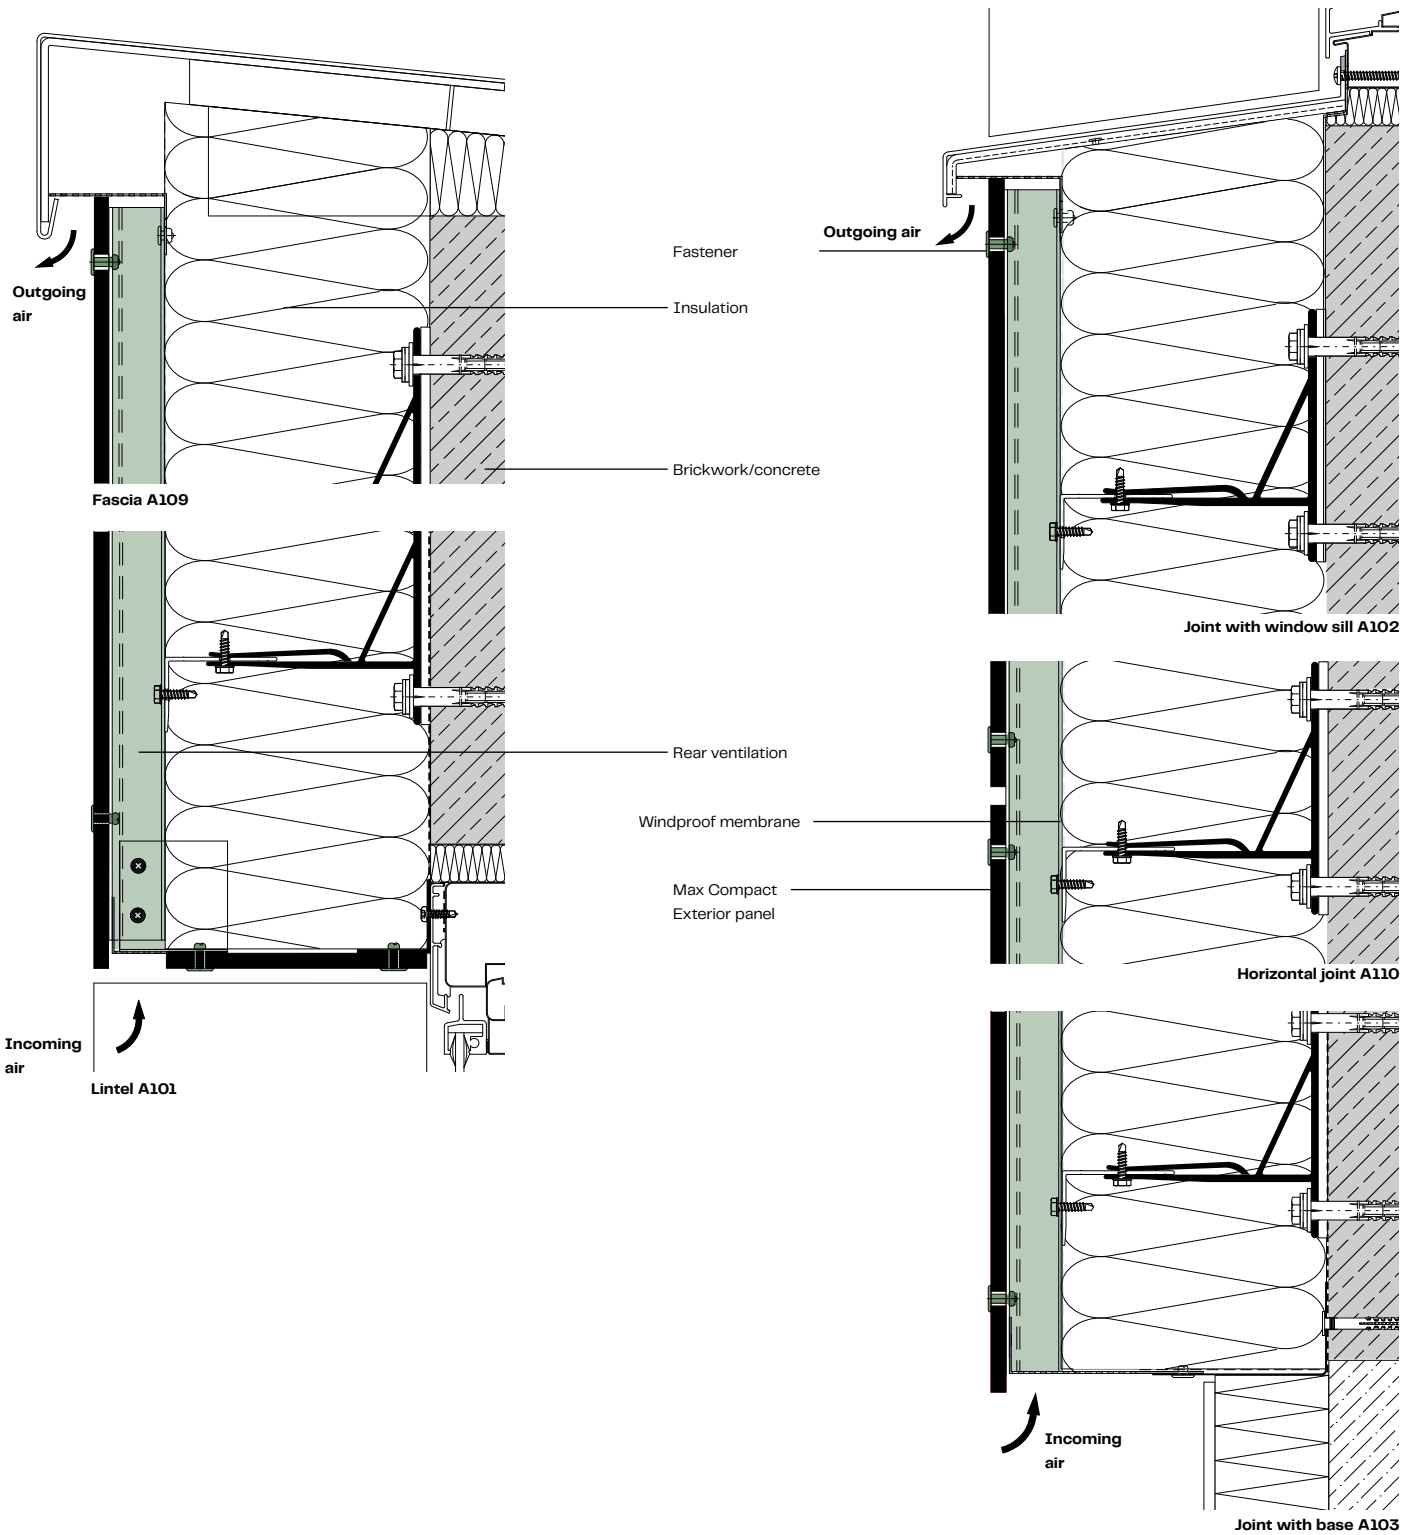 Outgoing air
Fastener
Outgoing
air
Insulation
Brickwork/concrete
Fascia A109
Joint with window sill A102
Rear ventilation
Windproof membrane
Max Compact
Exterior panel
Horizontal joint A110
Incoming
air
Lintel A101
Incoming
air
Joint with base A103